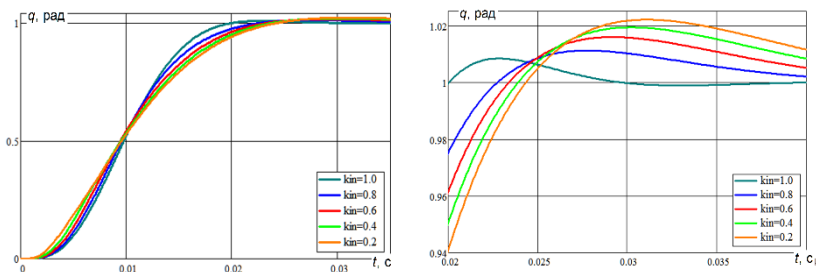 q, рад
1
0.5
0
kin=1.0
kin=0.8
kin=0.6
kin=0.4
kin=0.2
0
0.01
0.02
0.03
t, с
q, рад
1.02
1
0.98
0.96
0.94
kin=1.0
kin=0.8
kin=0.6
kin=0.4
kin=0.2
0.02
0.025
0.03
0.035
t, с